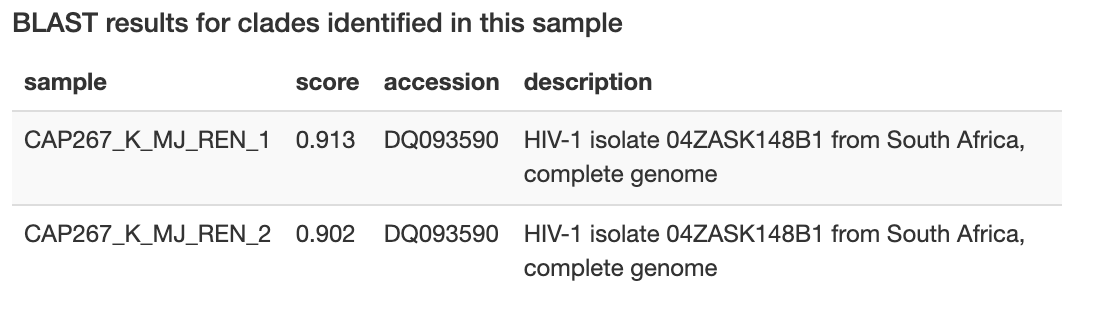 BLAST results for clades identified in this sample
sample score accession description
CAP267_K_MJ_REN_1 0.913 DQ093590 HIV-1 isolate 04ZASK148B1 from South Africa,
complete genome
CAP267_K_MJ_REN_2 0.902 DQ093590 HIV-1 isolate 04ZASK148B1 from South Africa,
complete genome